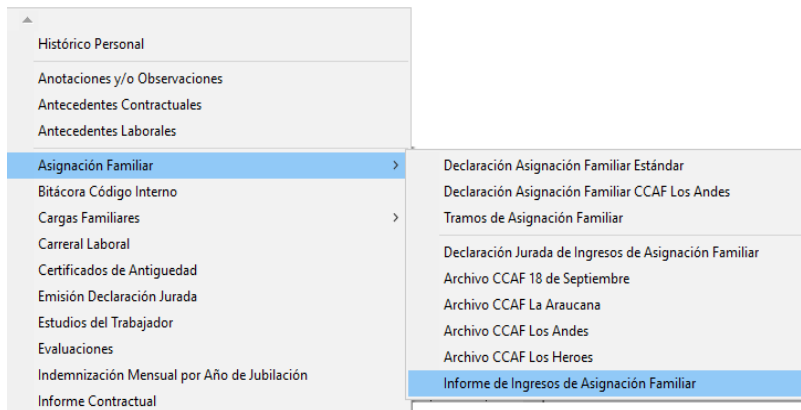 Histórico Personal
Anotaciones y/o Observaciones
Antecedentes Contractuales
Antecedentes Laborales
Asignación Familiar
Bitácora Código Interno
Cargas Familiares
Carreral Laboral
Certificados de Antiguedad
Emisión Declaración Jurada
Estudios del Trabajador
Evaluaciones
Indemnización Mensual por Año de Jubilación
Informe Contractual
Declaración Asignación Familiar Estándar
Declaración Asignación Familiar CCAF Los Andes
Tramos de Asignación Familiar
Declaración Jurada de Ingresos de Asignación Familiar
Archivo CCAF 18 de Septiembre
Archivo CCAF La Araucana
Archivo CCAF Los Andes
Archivo CCAF Los Heroes
Informe de Ingresos de Asignación Familiar